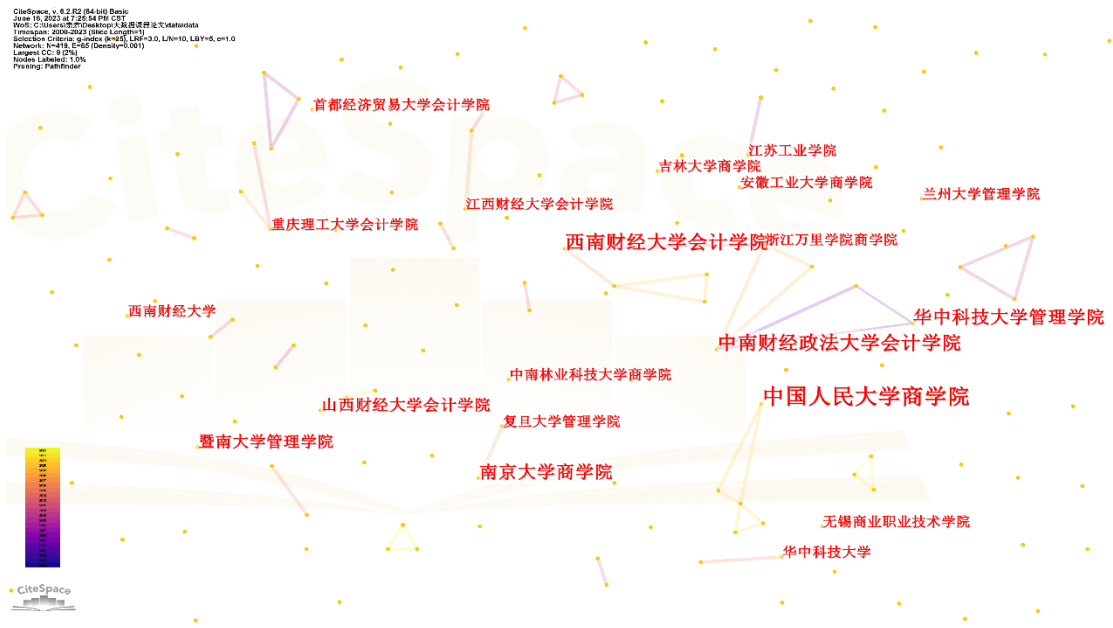 CiteSpace, v. 6.2.R2 (64-bit) Basic
June 16, 2023 at 7:25:54 PM CST
Timespan: 2000-2023 (Slice Length=1)
Selection Criteria: g-index (k=25), LRF=3.0, L/N=10, LBY=5, e=1.0
Network: N=419, E=85 (Density=0.001)
Largest CC: 9 (2%)
Nodes Labeled: 1.0%
Pruning: Pathfinder
CiteSpace
首都经济贸易大学会计学院
江苏工业学院
吉林大学商学院
安徽工业大学商学院
兰州大学管理学院
江西财经大学会计学院
重庆理工大学会计学院
西南财经大学会计学院
浙江万里学院商学院
西南财经大学
华中科技大学管理学院
中南财经政法大学会计学院
中南林业科技大学商学院
中国人民大学商学院
山西财经大学会计学院
复旦大学管理学院
暨南大学管理学院
南京大学商学院
无锡商业职业技术学院
华中科技大学
CiteSpace